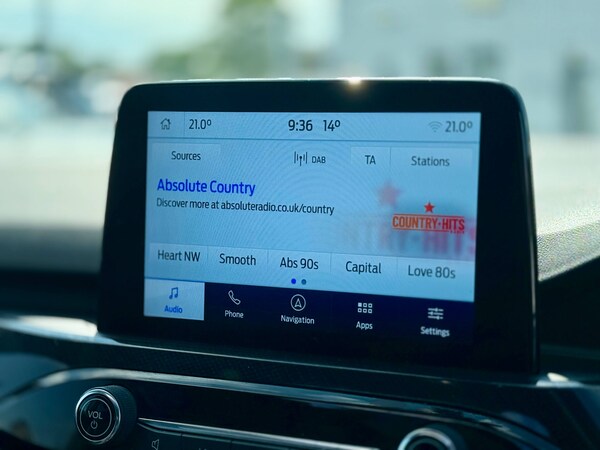 21.0°
9:36 14°
21.0°
Sources
DAB
TA
Stations
Absolute Country
Discover more at absoluteradio.co.uk/country
COUNTRY★HITS
Heart NW
Smooth
Abs 90s
Capital
Love 80s
Audio
Phone
Navigation
Apps
Settings
VOL